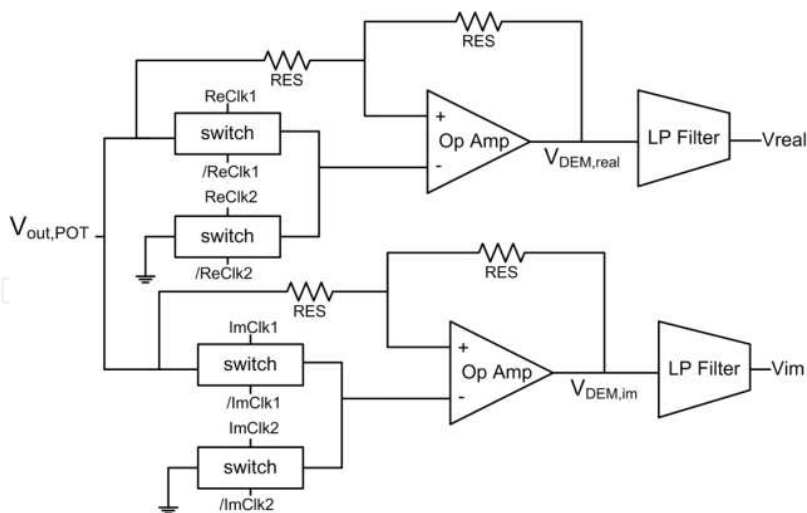 RES
RES
ReClk1
switch
/ReClk1
+
Op Amp
-
LP Filter
Vreal
V_DEM,real
ReClk2
switch
/ReClk2
V_out,POT
RES
RES
ImClk1
switch
/ImClk1
+
Op Amp
-
LP Filter
Vim
V_DEM,im
ImClk2
switch
/ImClk2